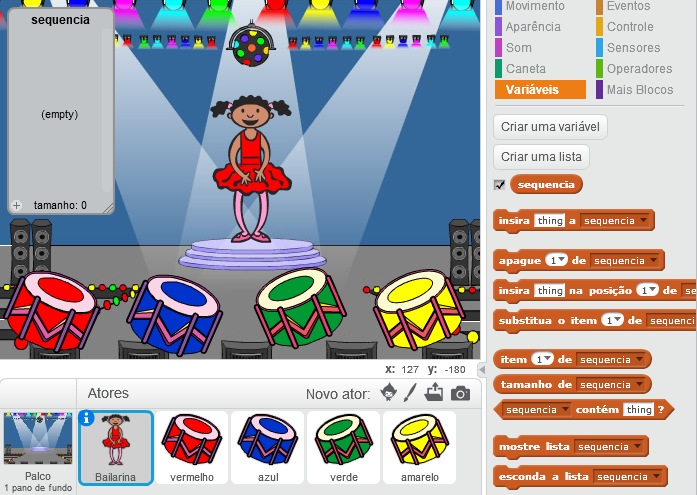 sequencia
(empty)
+ tamanho: 0
x: 127 y: -180
Atores Novo ator:
Palco
1 pano de fundo
Bailarina
vermelho
azul
verde
amarelo
Movimento
Aparência
Som
Caneta
Variáveis
Eventos
Controle
Sensores
Operadores
Mais Blocos
Criar uma variável
Criar uma lista
sequencia
insira thing a sequencia
apague 1 de sequencia
insira thing na posição 1 de se
substitua o item 1 de sequenci
item 1 de sequencia
tamanho de sequencia
sequencia contém thing ?
mostre lista sequencia
esconda a lista sequencia